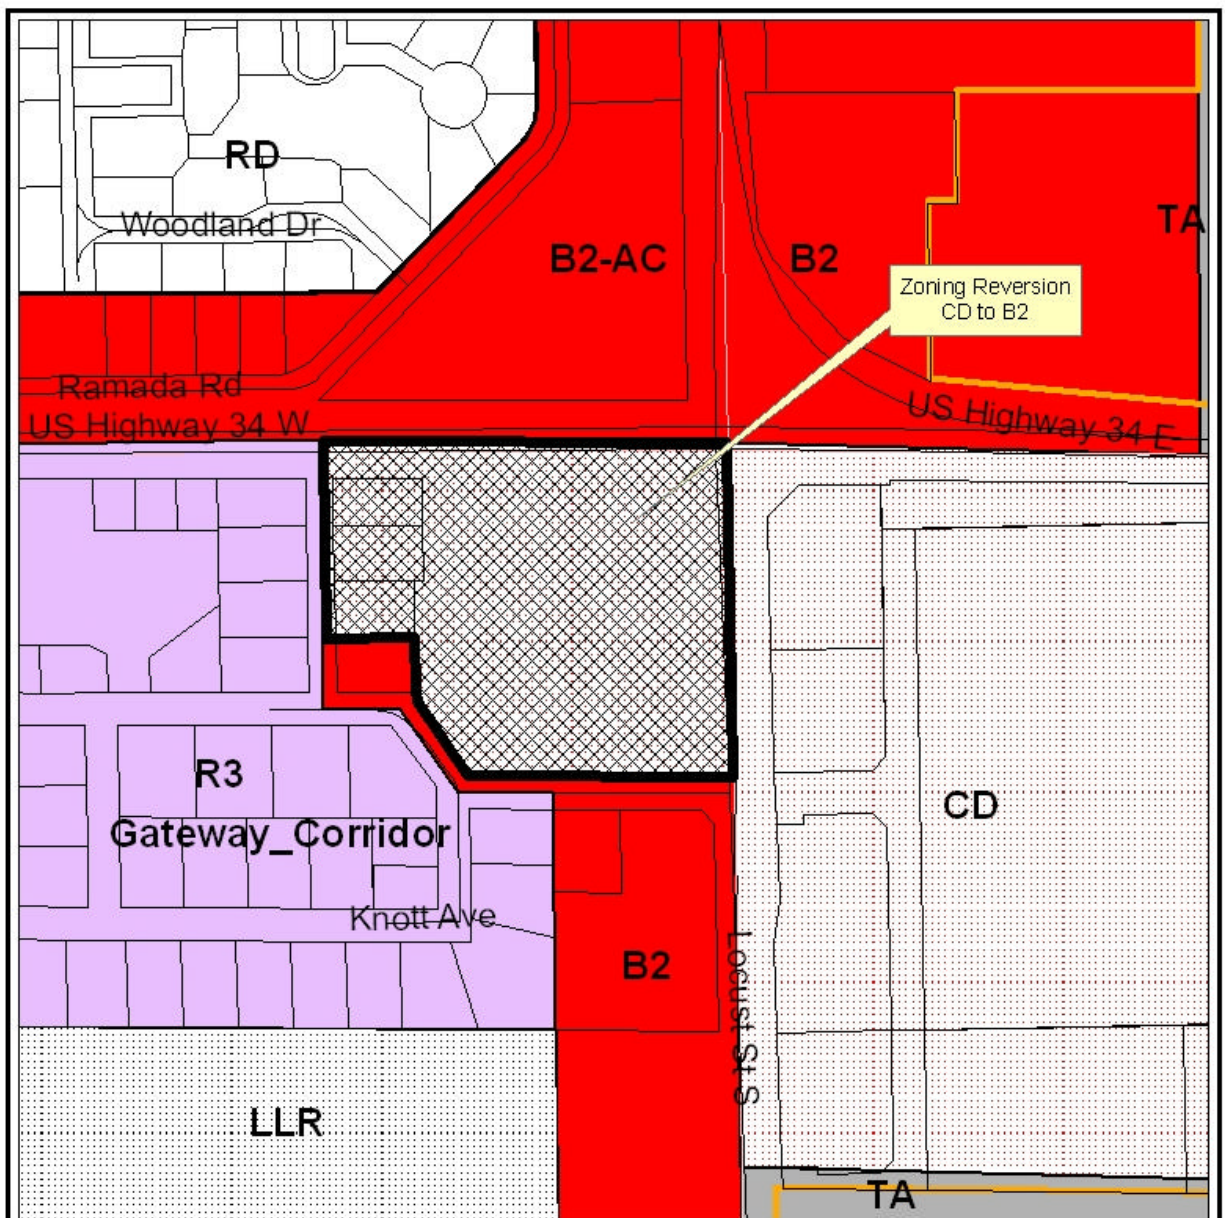 RD
Woodland Dr
TA
B2-AC
B2
Zoning Reversion
CD to B2
Ramada Rd
US Highway 34 W
US Highway 34 E
R3
CD
Gateway_Corridor
Knott Ave
B2
Locust St S
LLR
TA